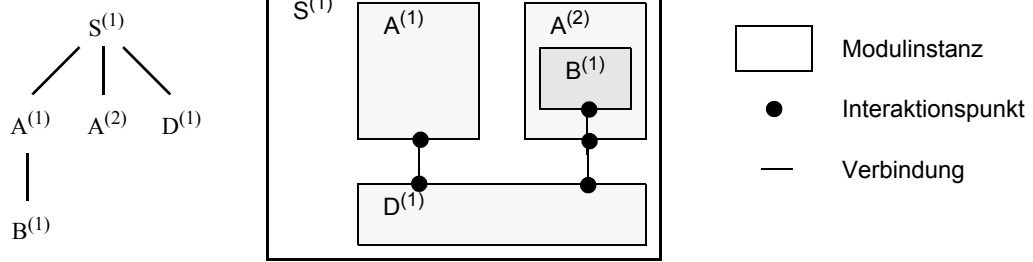 S(1)
A(1) A(2) D(1)
B(1)
S(1)
A(1)
A(2)
B(1)
D(1)
Modulinstanz
Interaktionspunkt
Verbindung